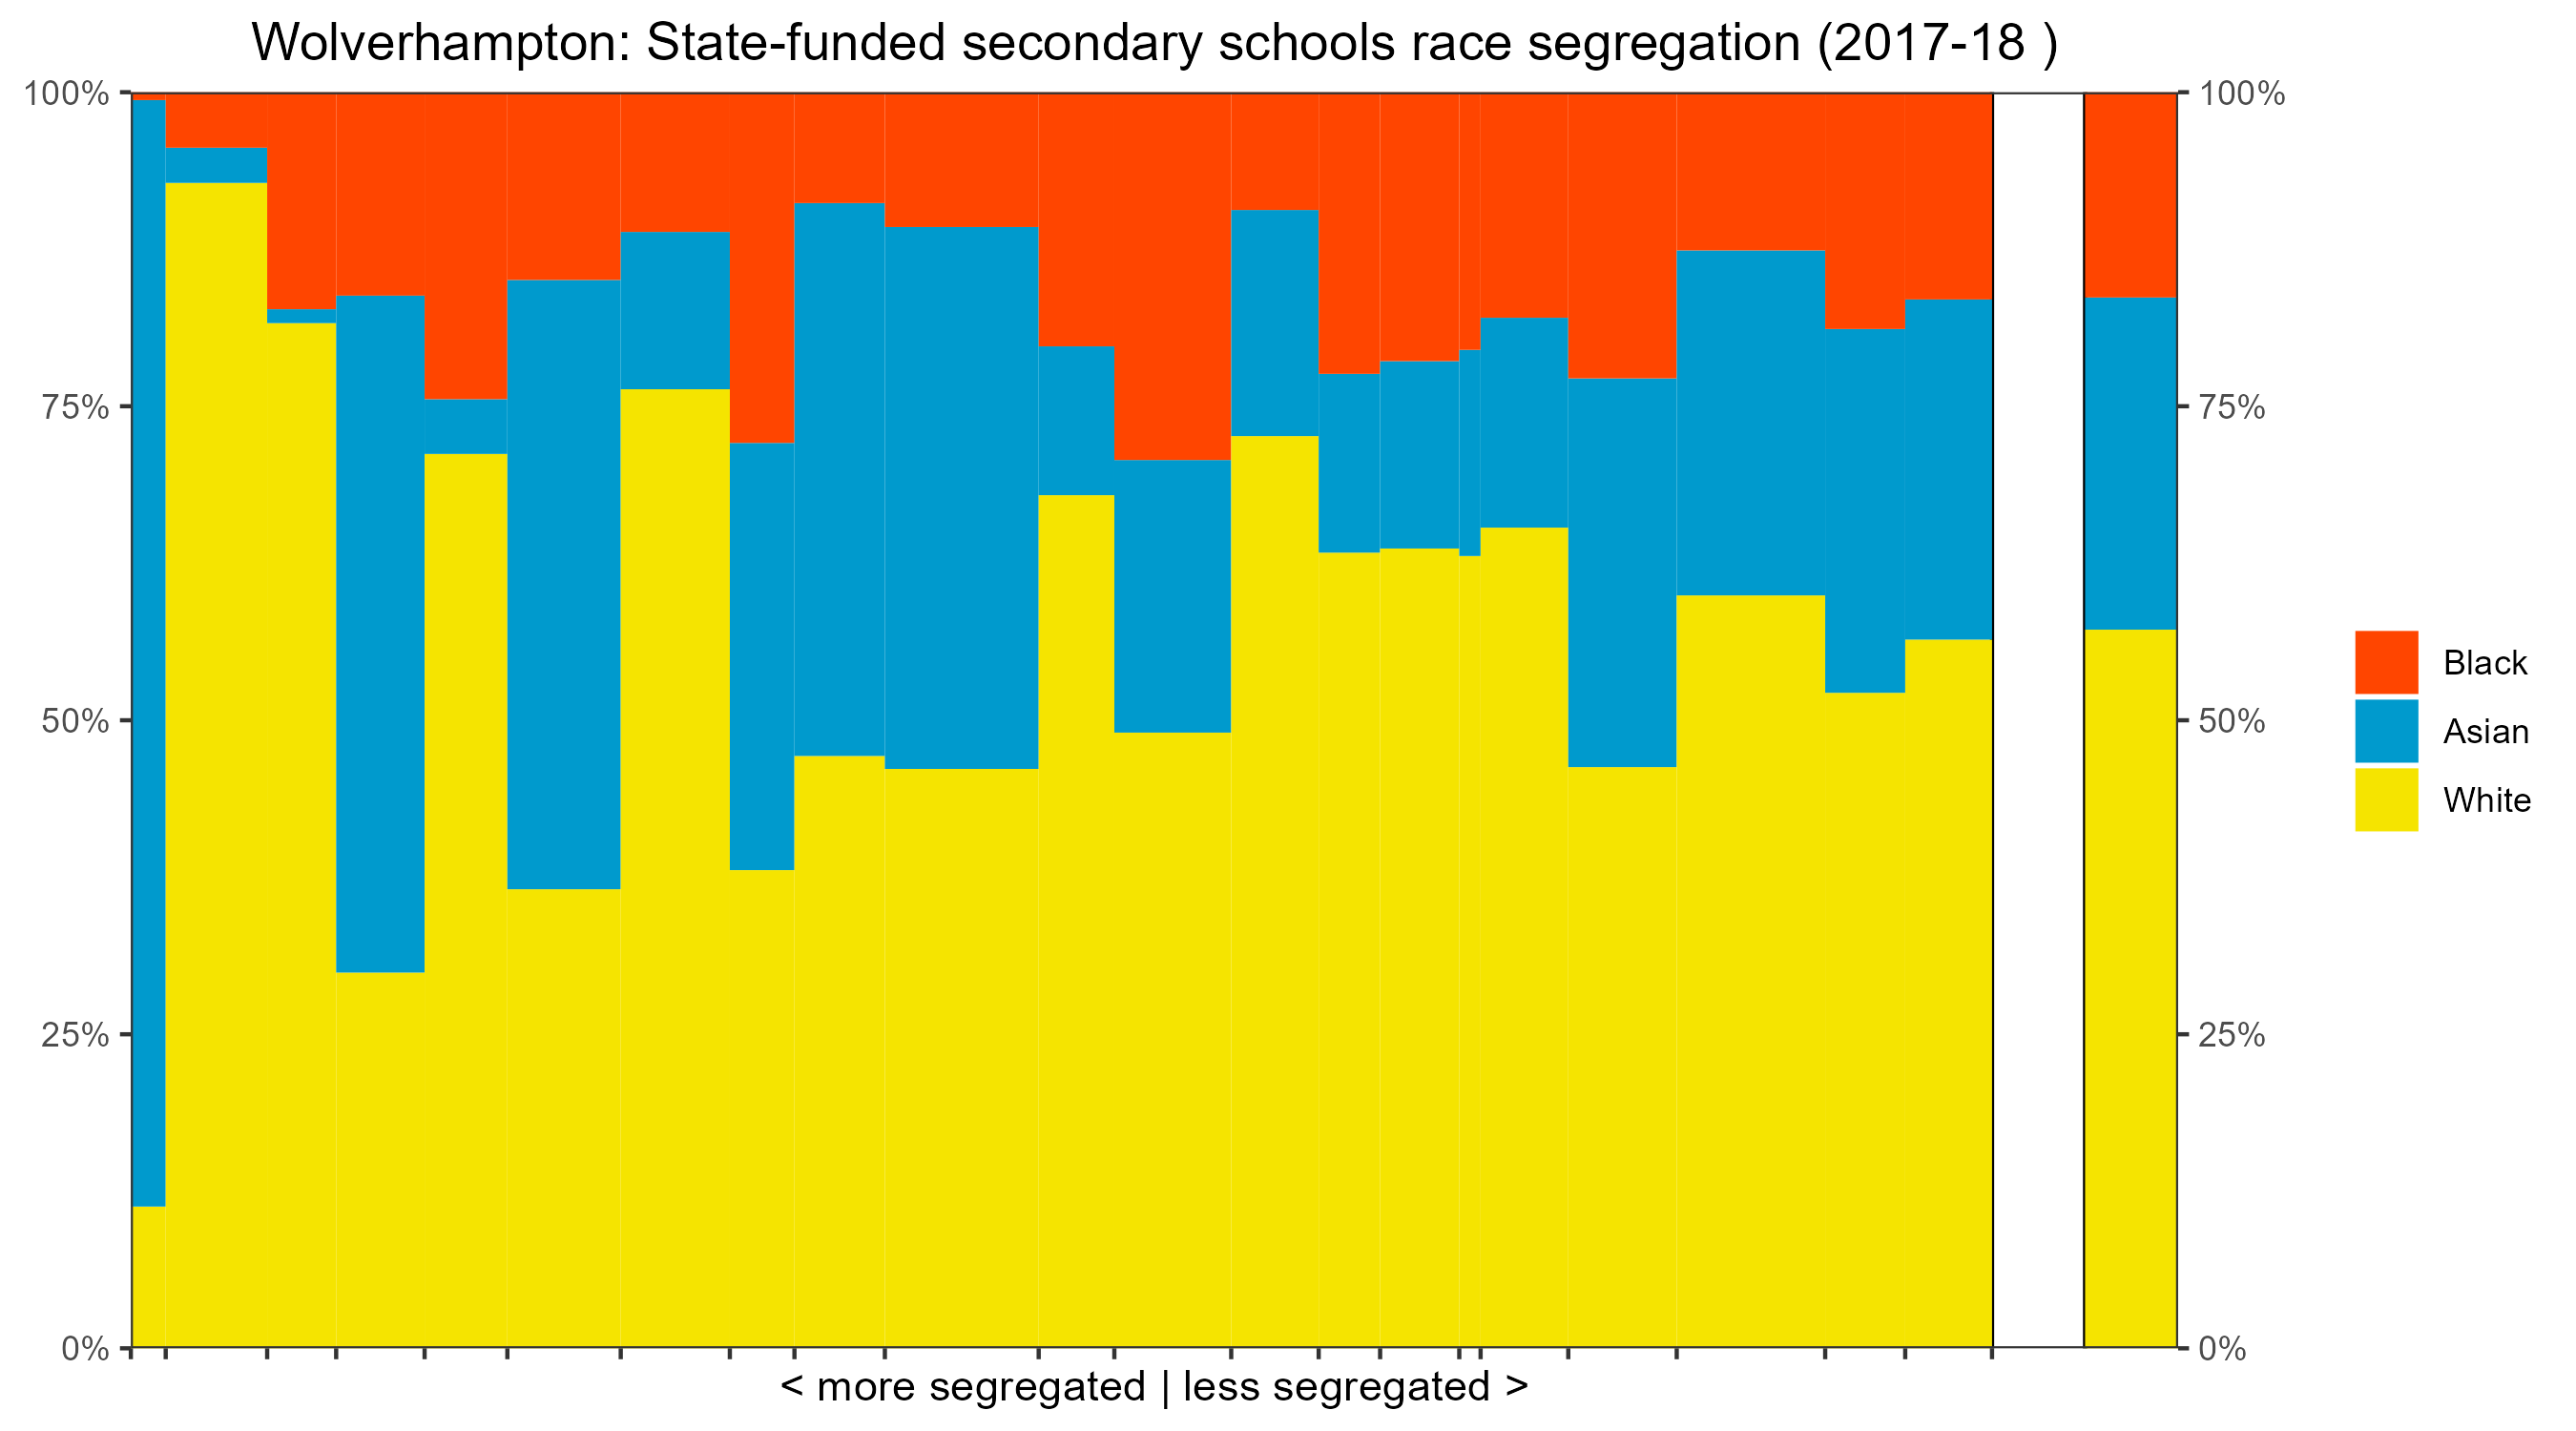 Wolverhampton: State-funded secondary schools race segregation (2017-18 )
100%
75%
50%
25%
0%
100%
75%
50%
25%
0%
Black
Asian
White
< more segregated | less segregated >